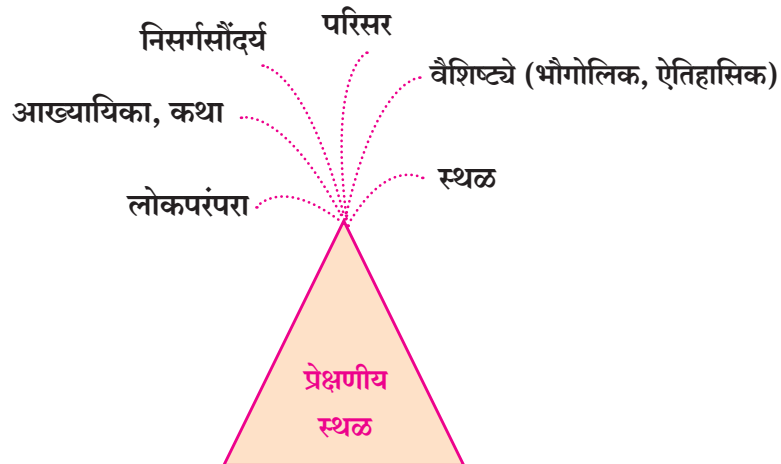 परिसर
निसर्गसौंदर्य
वैशिष्ट्ये (भौगोलिक, ऐतिहासिक)
आख्यायिका, कथा
स्थळ
लोकपरंपरा
प्रेक्षणीय
स्थळ